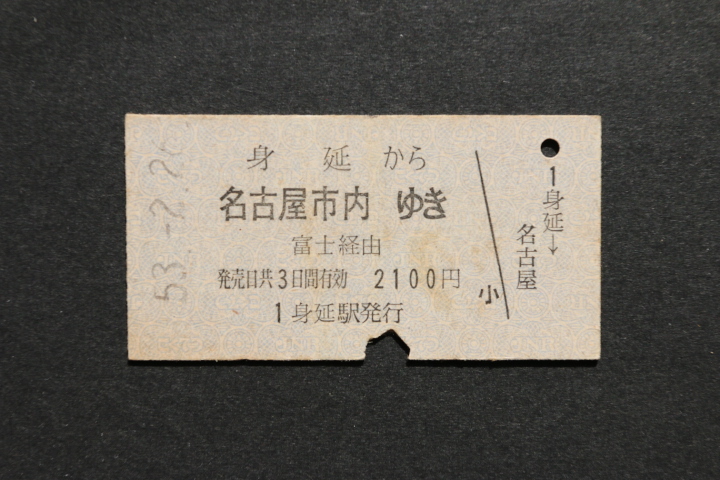 身延から
名古屋市内ゆき
富士経由
発売日共3日間有効 2100円
1身延駅発行
小
1身延→
名古屋
53.-2.26